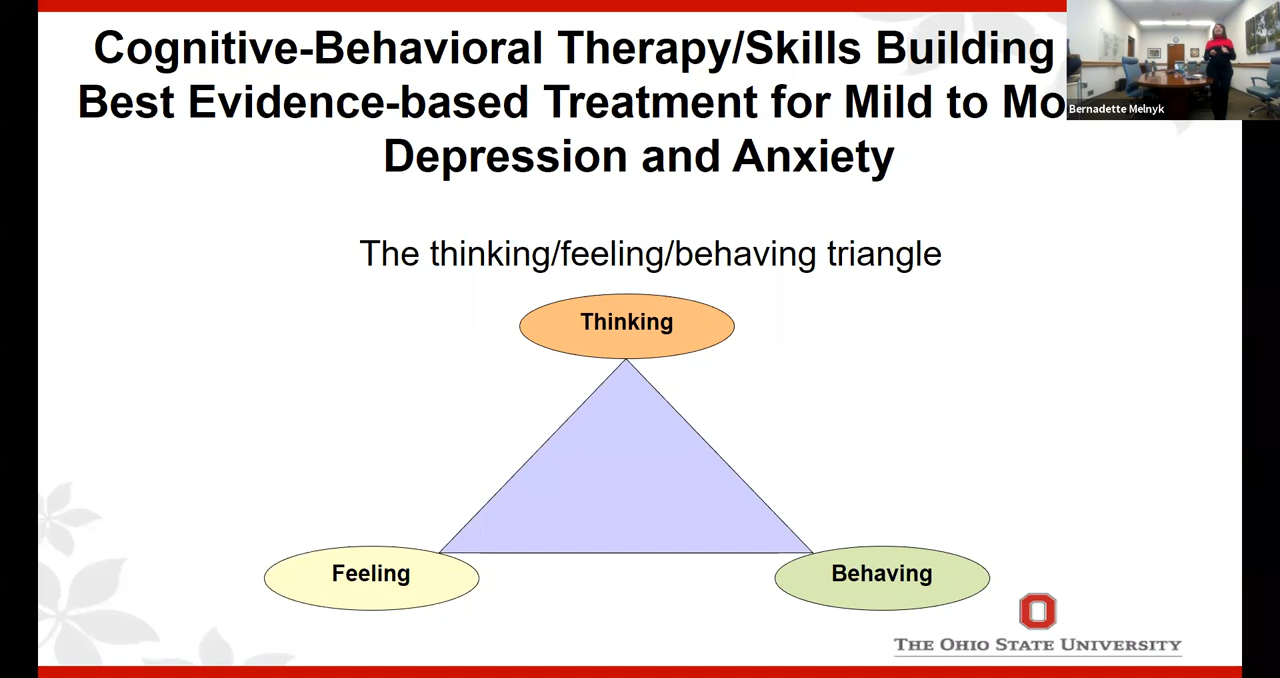 Cognitive-Behavioral Therapy/Skills Building
Best Evidence-based Treatment for Mild to Mo
Depression and Anxiety
Bernadette Melnyk
The thinking/feeling/behaving triangle
Thinking
Feeling
Behaving
O
THE OHIO STATE UNIVERSITY